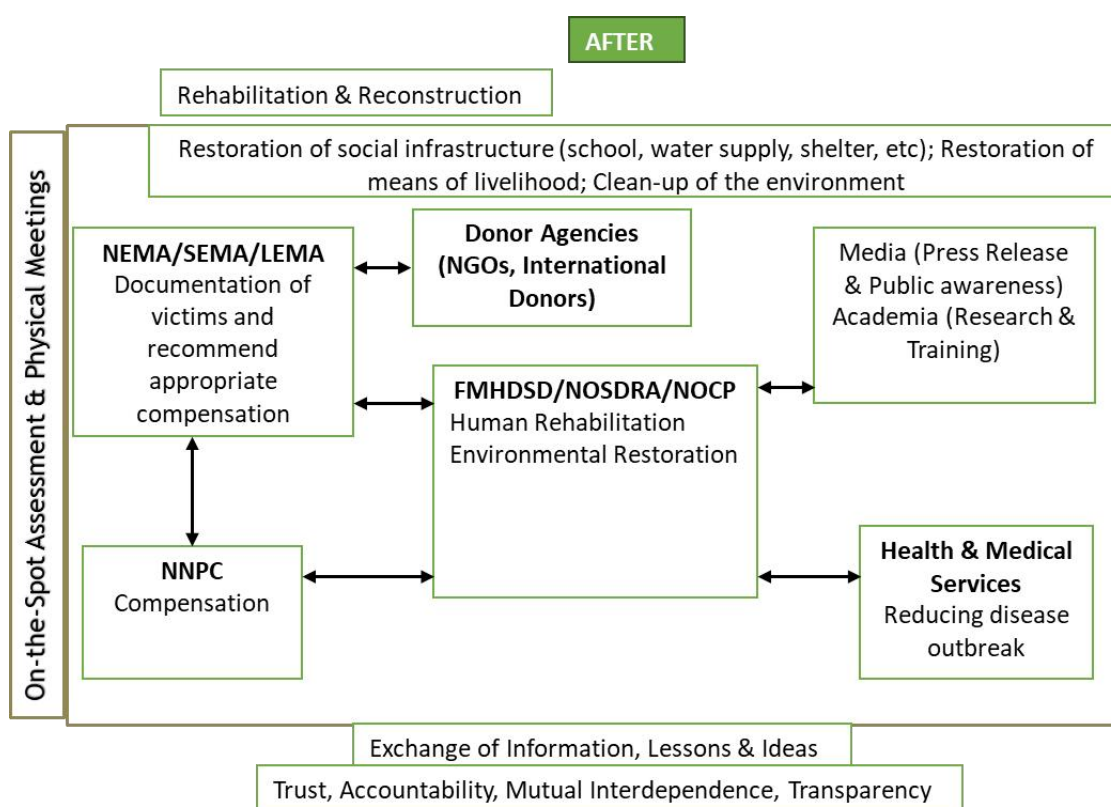 AFTER
Rehabilitation & Reconstruction
Restoration of social infrastructure (school, water supply, shelter, etc); Restoration of
means of livelihood; Clean-up of the environment
On-the-Spot Assessment & Physical Meetings
NEMA/SEMA/LEMA
Documentation of
victims and
recommend
appropriate
compensation
Donor Agencies
(NGOs, International
Donors)
Media (Press Release
& Public awareness)
Academia (Research &
Training)
FMHDSD/NOSDRA/NOCP
Human Rehabilitation
Environmental Restoration
NNPC
Compensation
Health & Medical
Services
Reducing disease
outbreak
Exchange of Information, Lessons & Ideas
Trust, Accountability, Mutual Interdependence, Transparency